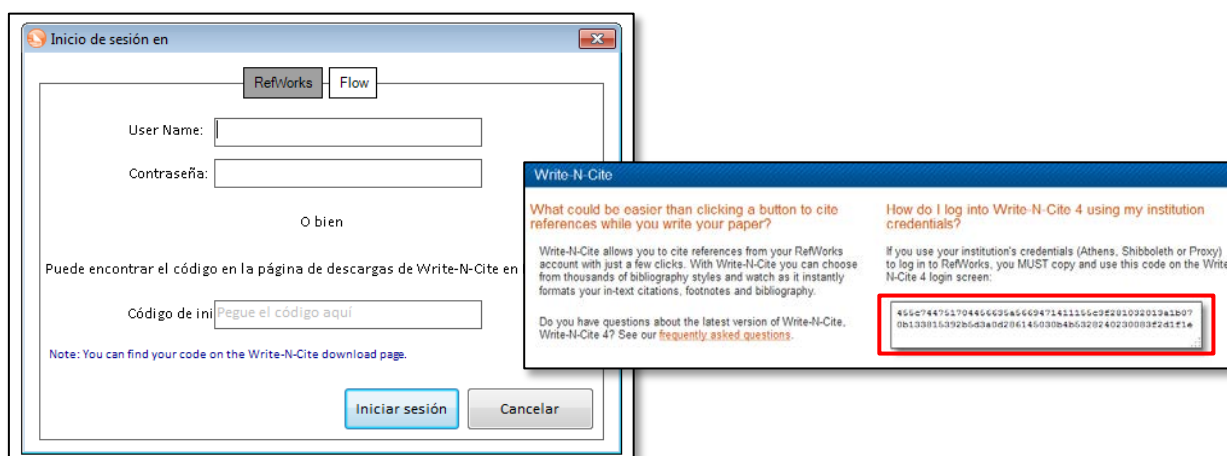 Inicio de sesión en
RefWorks
Flow
User Name:
Contraseña:
O bien
Puede encontrar el código en la página de descargas de Write-N-Cite en
Código de ini
Pegue el código aquí
Note: You can find your code on the Write-N-Cite download page.
Iniciar sesión
Cancelar
Write-N-Cite
What could be easier than clicking a button to cite
references while you write your paper?
Write-N-Cite allows you to cite references from your RefWorks
account with just a few clicks. With Write-N-Cite you can choose
from thousands of bibliography styles and watch as it instantly
formats your in-text citations, footnotes and bibliography.
Do you have questions about the latest version of Write-N-Cite,
Write-N-Cite 4? See our frequently asked questions.
How do I log into Write-N-Cite 4 using my institution
credentials?
If you use your institution's credentials (Athens, Shibboleth or Proxy)
to log in to RefWorks, you MUST copy and use this code on the Write
N-Cite 4 login screen: